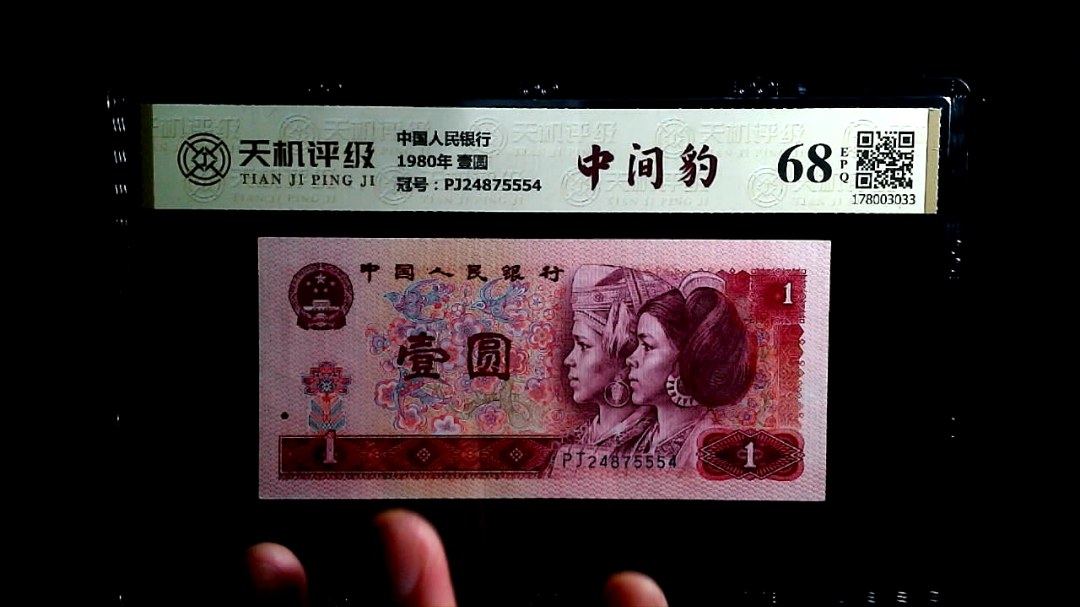 天机评级
TIAN JI PING JI
中国人民银行
1980年 壹圆
冠号：PJ24875554
中间豹
68
EPQ
178003033
中国人民银行
1
壹圆
1
PJ24875554
1